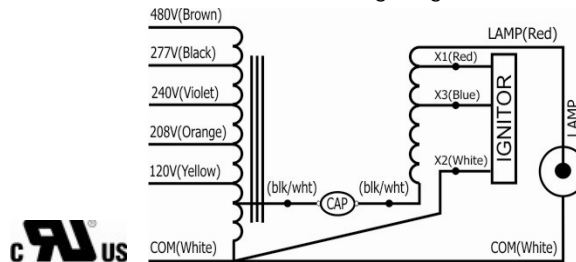 480V(Brown)
LAMP(Red)
277V(Black)
X1(Red)
240V(Violet)
X3(Blue)
IGNITOR
LAMP
208V(Orange)
120V(Yellow)
X2(White)
(blk/wht)
CAP
(blk/wht)
c RU US
®
COM(White)
COM(White)